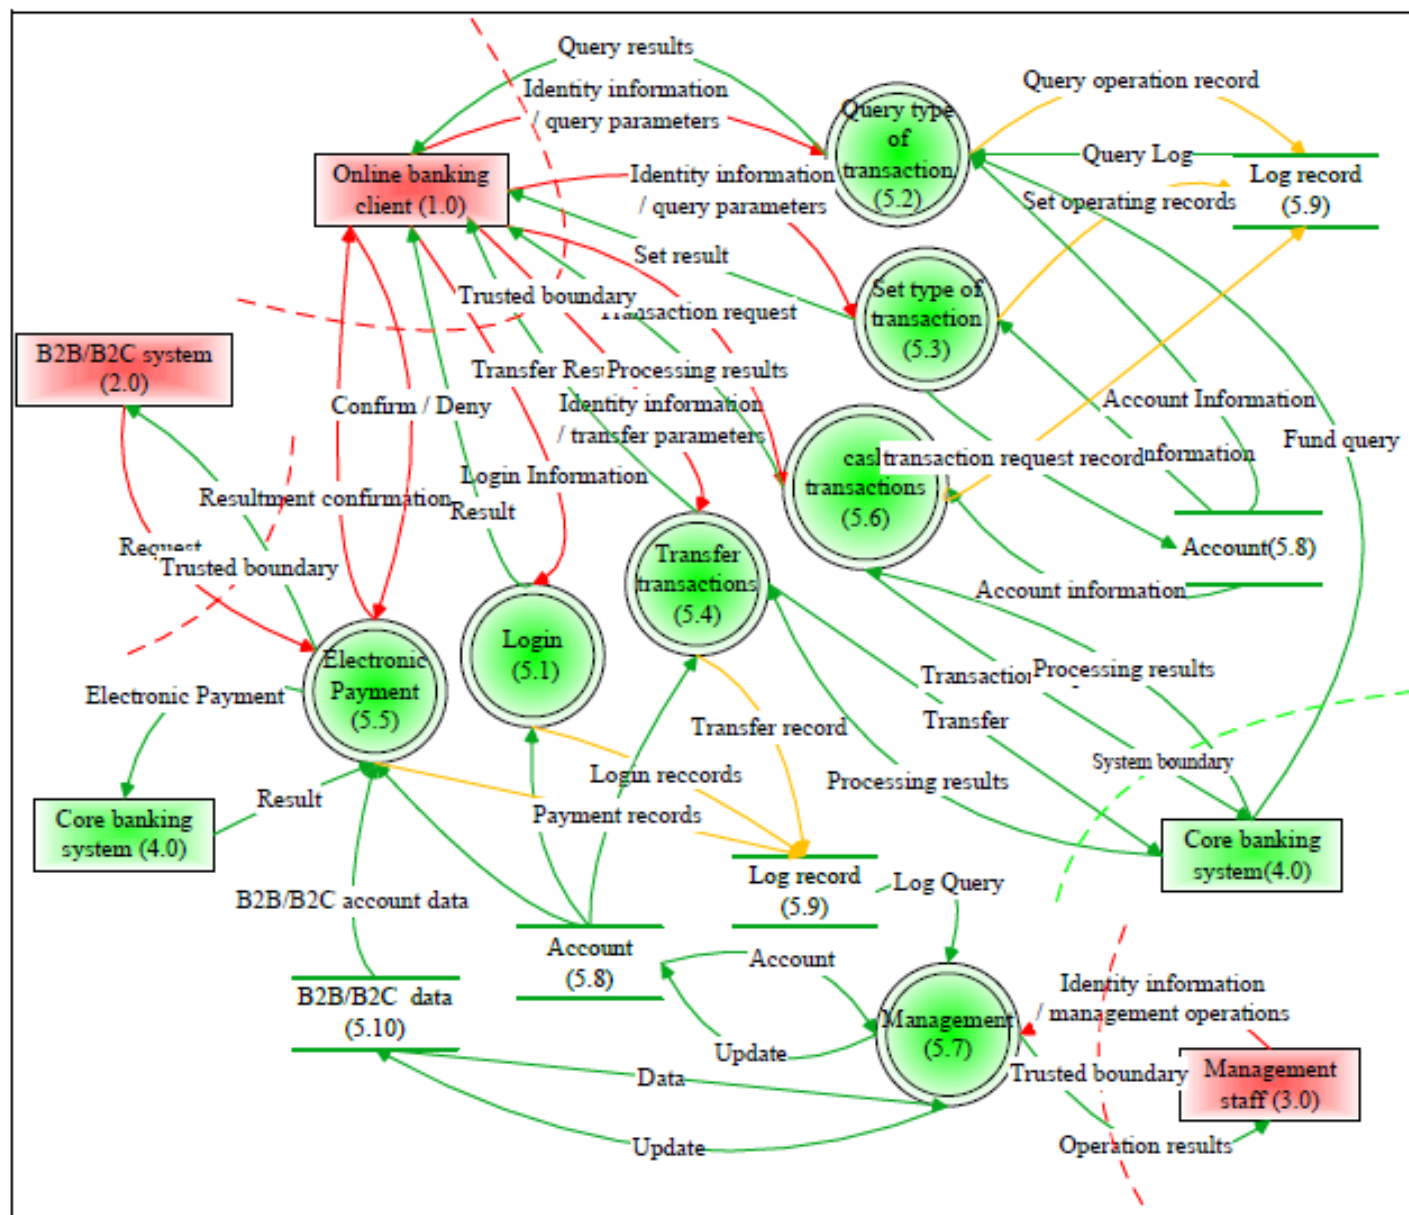 Query results
Identity information
/ query parameters
Query type
of
transaction
(5.2)
Query operation record
Query Log
Log record
(5.9)
Online banking
client (1.0)
Identity information
/ query parameters
Set operating records
Set result
Set type of
transaction
(5.3)
Trusted boundary
Transaction request
B2B/B2C system
(2.0)
Transfer Res
Processing results
Confirm / Deny
Identity information
/ transfer parameters
Account Information
Fund query
Login Information
cash
transaction request record
transactions
(5.6)
Resultment confirmation
Result
Request
Trusted boundary
Transfer
transactions
(5.4)
Account(5.8)
Account information
Login
(5.1)
Electronic
Payment
(5.5)
Electronic Payment
Processing results
Transfer
Transfer record
System boundary
Login reccords
Processing results
Result
Payment records
Core banking
system (4.0)
Core banking
system(4.0)
Log record
(5.9)
Log Query
B2B/B2C account data
Account
(5.8)
Account
B2B/B2C  data
(5.10)
Identity information
/ management operations
Management
(5.7)
Update
Data
Trusted boundary
Management
staff (3.0)
Update
Operation results